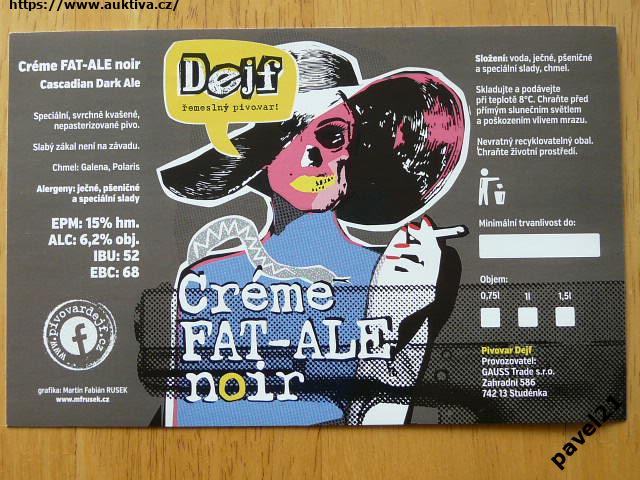 https://www.auktiva.cz/
Créme FAT-ALE noir
Cascadian Dark Ale
Speciální, svrchně kvašené,
nepasterizované pivo.
Slabý zákal není na závadu.
Chmel: Galena, Polaris
Alergeny: ječné, pšeničné
a speciální slady
EPM: 15% hm.
ALC: 6,2% obj.
IBU: 52
EBC: 68
www.pivovardejf.cz
f
grafika: Martin Fabián RUSEK
www.mfrusek.cz
Dejf
řemeslný pivovar!
Créme
FAT-ALE
noir
Složení: voda, ječné, pšeničné
a speciální slady, chmel.
Skladujte a podávejte
při teplotě 8°C. Chraňte před
přímým slunečním světlem
a poškozením vlivem mrazu.
Nevratný recyklovatelný obal.
Chraňte životní prostředí.
Minimální trvanlivost do:
Objem:
0,75l 1l 1,5l
Pivovar Dejf
Provozovatel:
GAUSS Trade s.r.o.
Zahradní 586
742 13 Studénka
pavel21